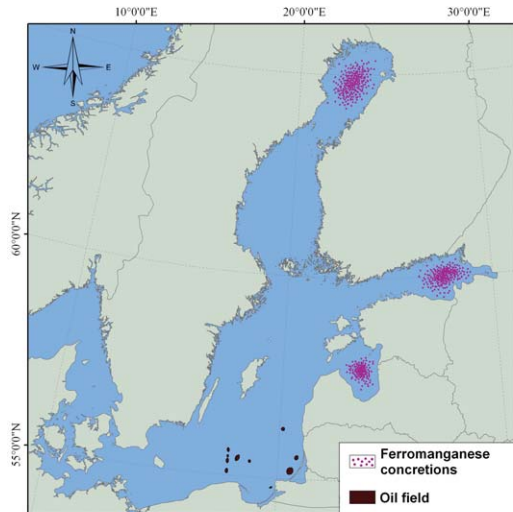 10°0'0"E 20°0'0"E 30°0'0"E
N
W E
S
60°0'0"N
55°0'0"N
Ferromanganese
concretions
Oil field